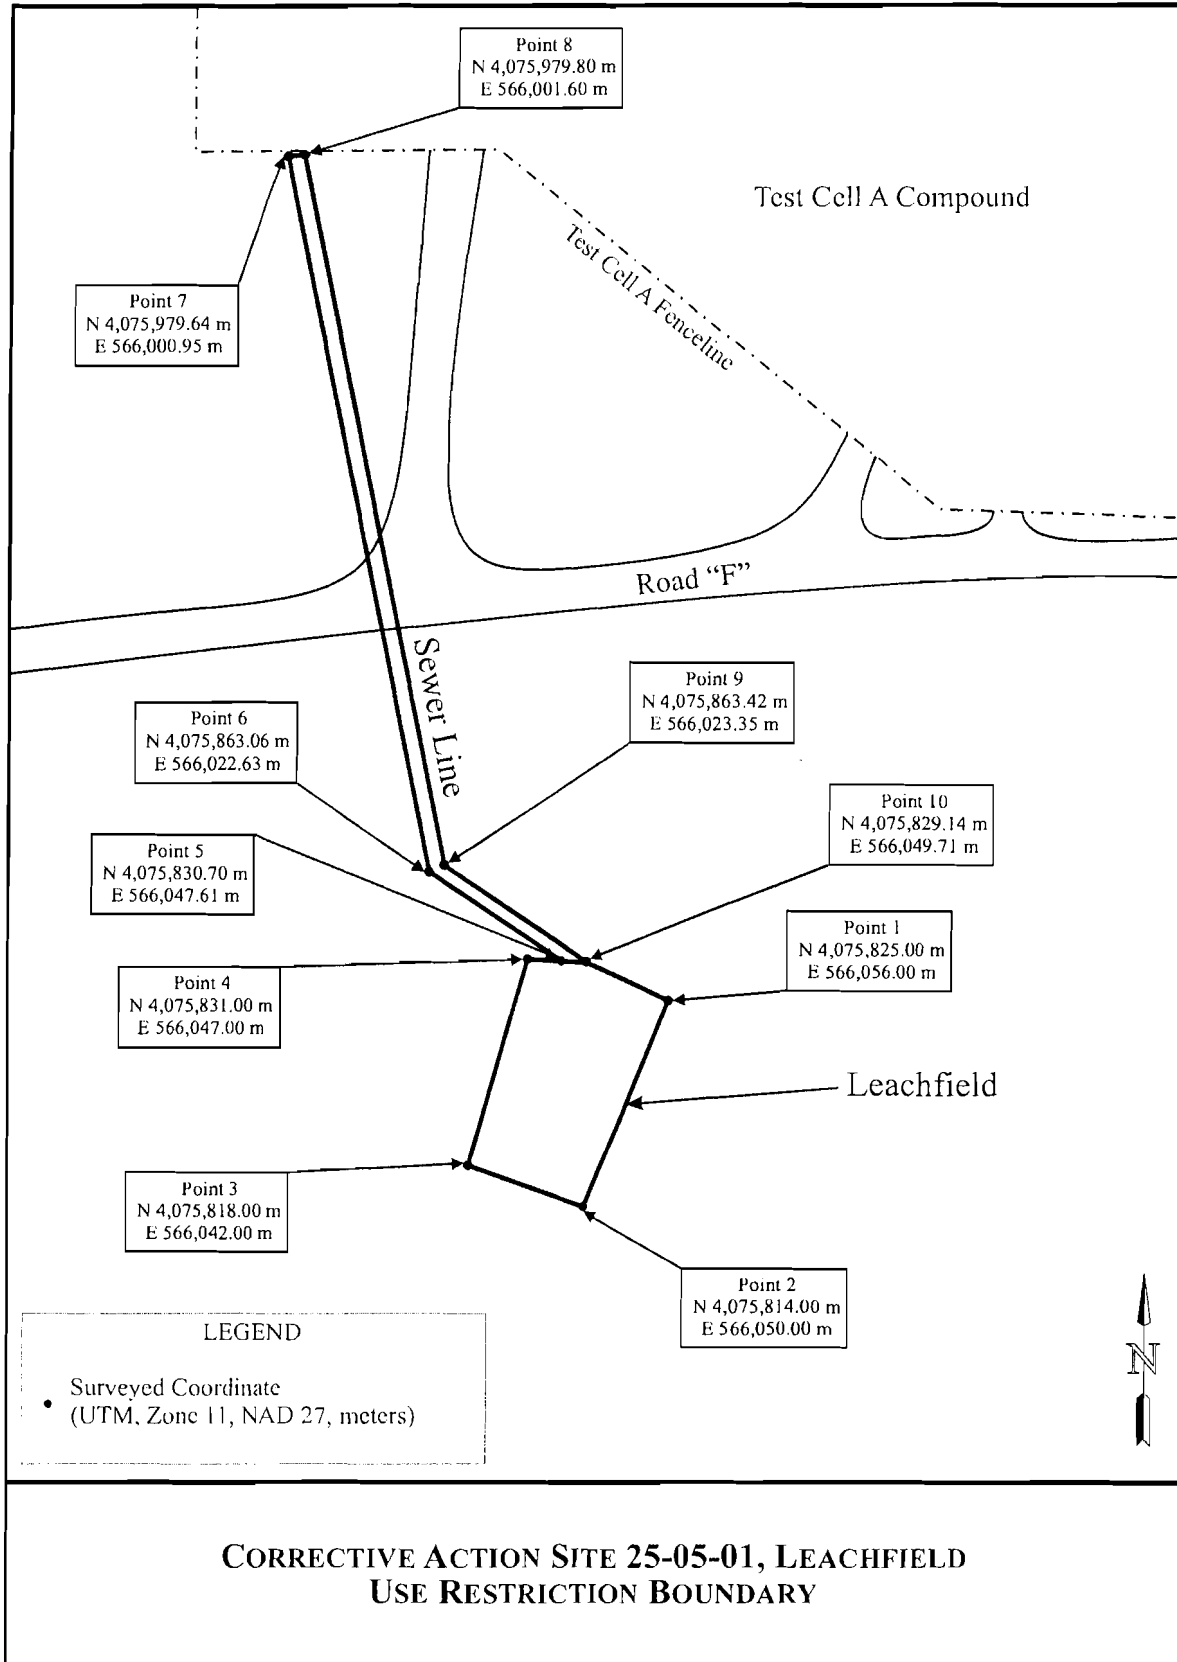 Point 8
N 4,075,979.80 m
E 566,001.60 m
Test Cell A Compound
Test Cell A Fenceline
Point 7
N 4,075,979.64 m
E 566,000.95 m
Road “F”
Sewer Line
Point 9
N 4,075,863.42 m
E 566,023.35 m
Point 6
N 4,075,863.06 m
E 566,022.63 m
Point 10
N 4,075,829.14 m
E 566,049.71 m
Point 5
N 4,075,830.70 m
E 566,047.61 m
Point 1
N 4,075,825.00 m
E 566,056.00 m
Point 4
N 4,075,831.00 m
E 566,047.00 m
Leachfield
Point 3
N 4,075,818.00 m
E 566,042.00 m
Point 2
N 4,075,814.00 m
E 566,050.00 m
LEGEND
Surveyed Coordinate
(UTM, Zone 11, NAD 27, meters)
N
CORRECTIVE ACTION SITE 25-05-01, LEACHFIELD
USE RESTRICTION BOUNDARY